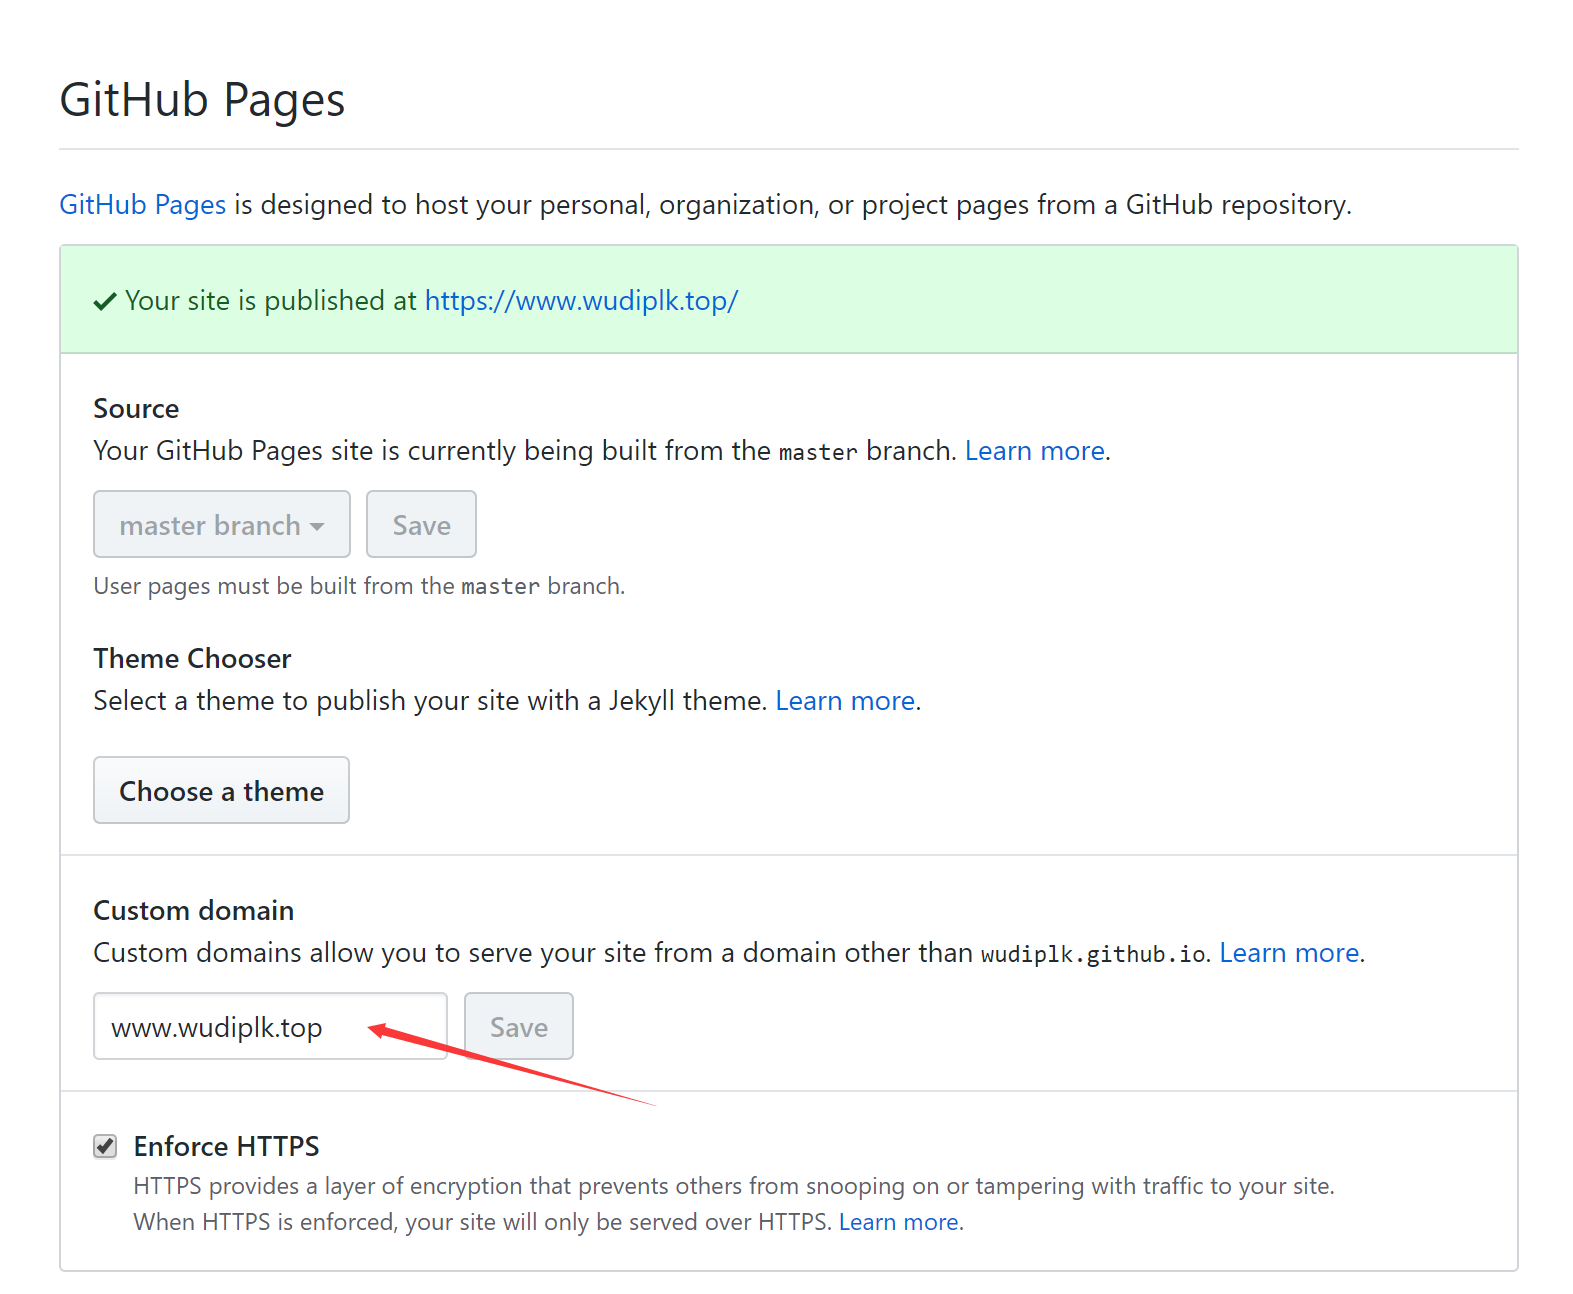 GitHub Pages
GitHub Pages is designed to host your personal, organization, or project pages from a GitHub repository.
Your site is published at https://www.wudiplk.top/
Source
Your GitHub Pages site is currently being built from the master branch. Learn more.
master branch
Save
User pages must be built from the master branch.
Theme Chooser
Select a theme to publish your site with a Jekyll theme. Learn more.
Choose a theme
Custom domain
Custom domains allow you to serve your site from a domain other than wudiplk.github.io. Learn more.
www.wudiplk.top
Save
Enforce HTTPS
HTTPS provides a layer of encryption that prevents others from snooping on or tampering with traffic to your site.
When HTTPS is enforced, your site will only be served over HTTPS. Learn more.